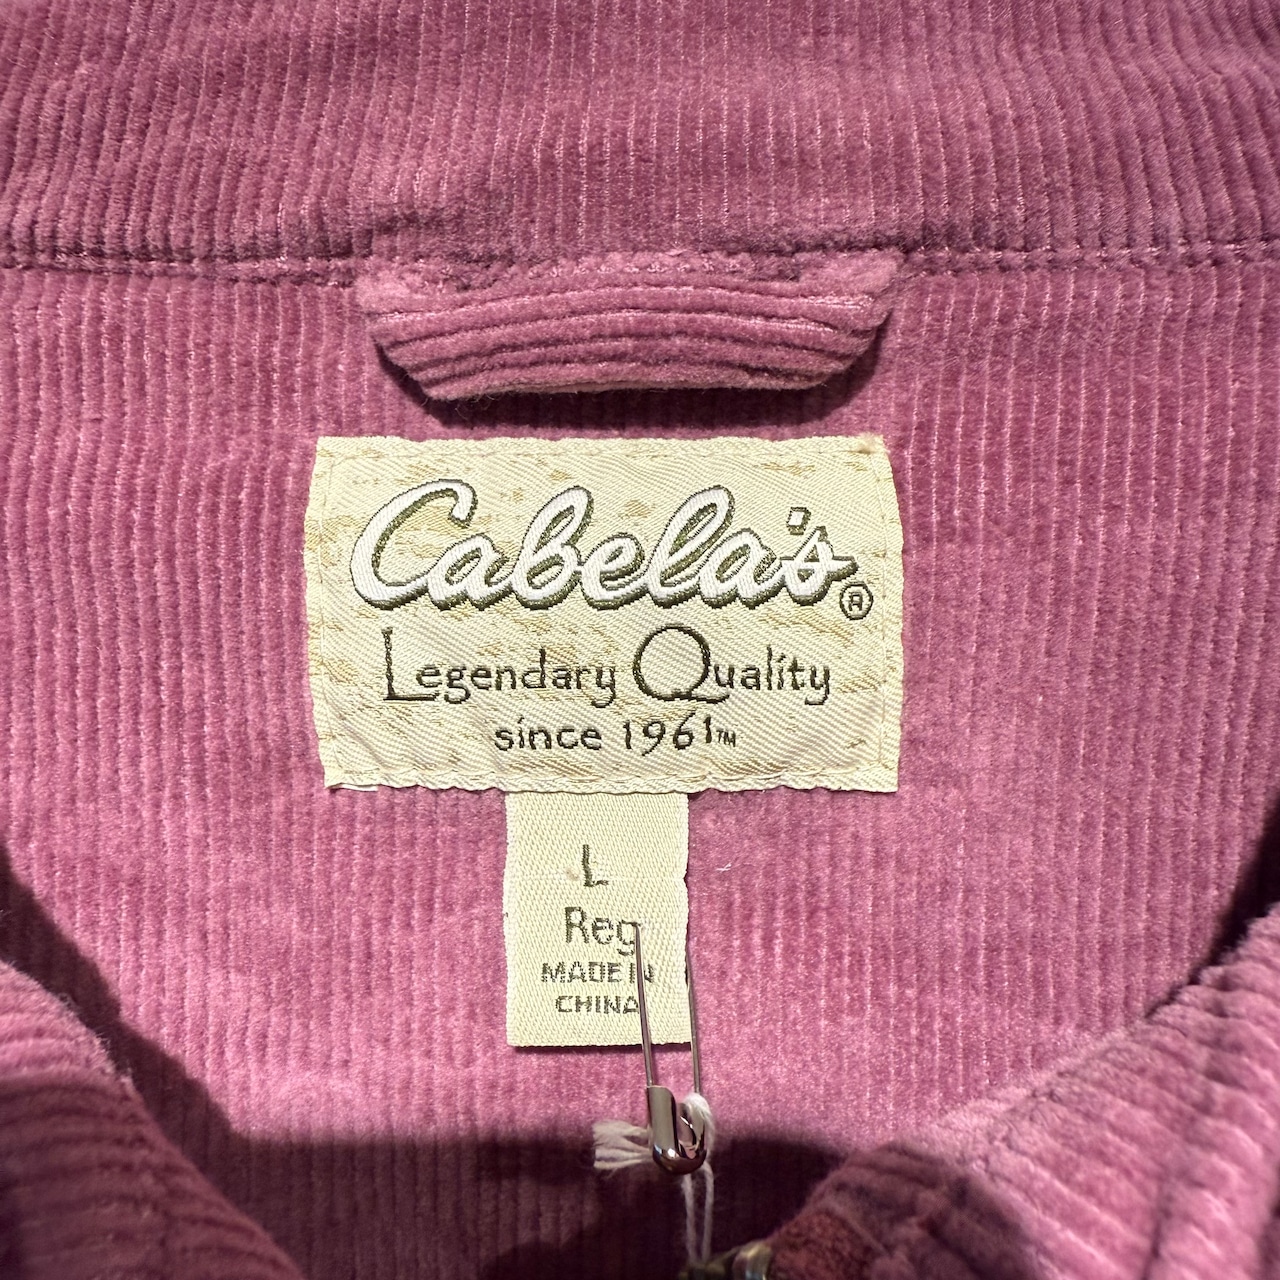 Cabela's®
Legendary Quality
since 1961™
L
Reg
MADE IN
CHINA